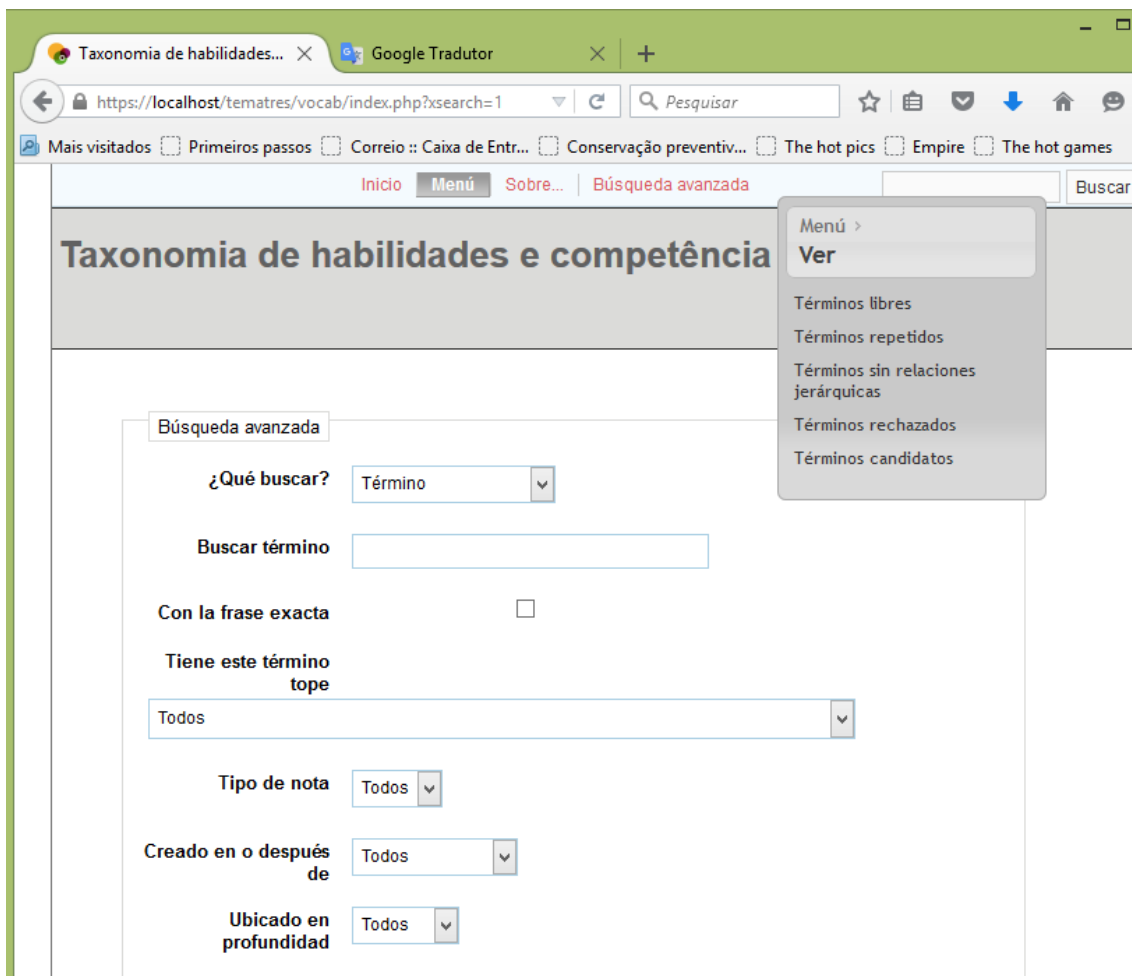 Taxonomia de habilidades...
Google Tradutor
https://localhost/tematres/vocab/index.php?xsearch=1
Pesquisar
Mais visitados Primeiros passos Correio :: Caixa de Entr... Conservação preventiv... The hot pics Empire The hot games
Inicio Menú Sobre... Búsqueda avanzada Buscar
Taxonomia de habilidades e competência
Menú >
Ver
Términos libres
Términos repetidos
Términos sin relaciones
jerárquicas
Términos rechazados
Términos candidatos
Búsqueda avanzada
¿Qué buscar? Término
Buscar término
Con la frase exacta
Tiene este término
tope
Todos
Tipo de nota Todos
Creado en o después
de
Todos
Ubicado en
profundidad
Todos